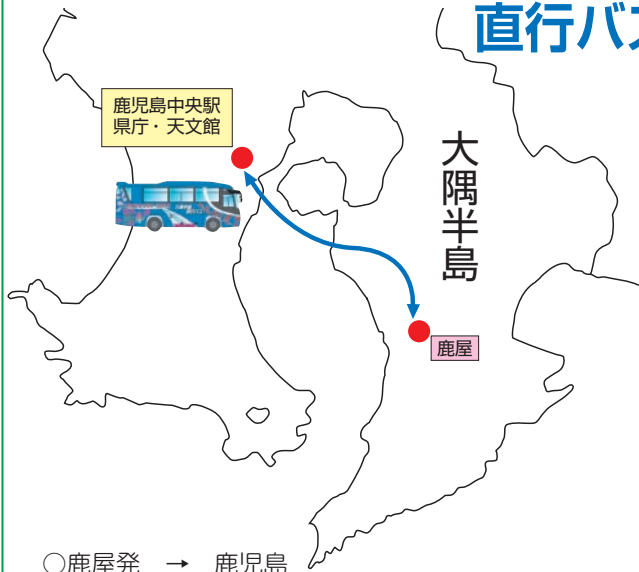 直行バス
鹿児島中央駅
県庁・天文館
大隅半島
鹿屋
○鹿屋発 → 鹿児島